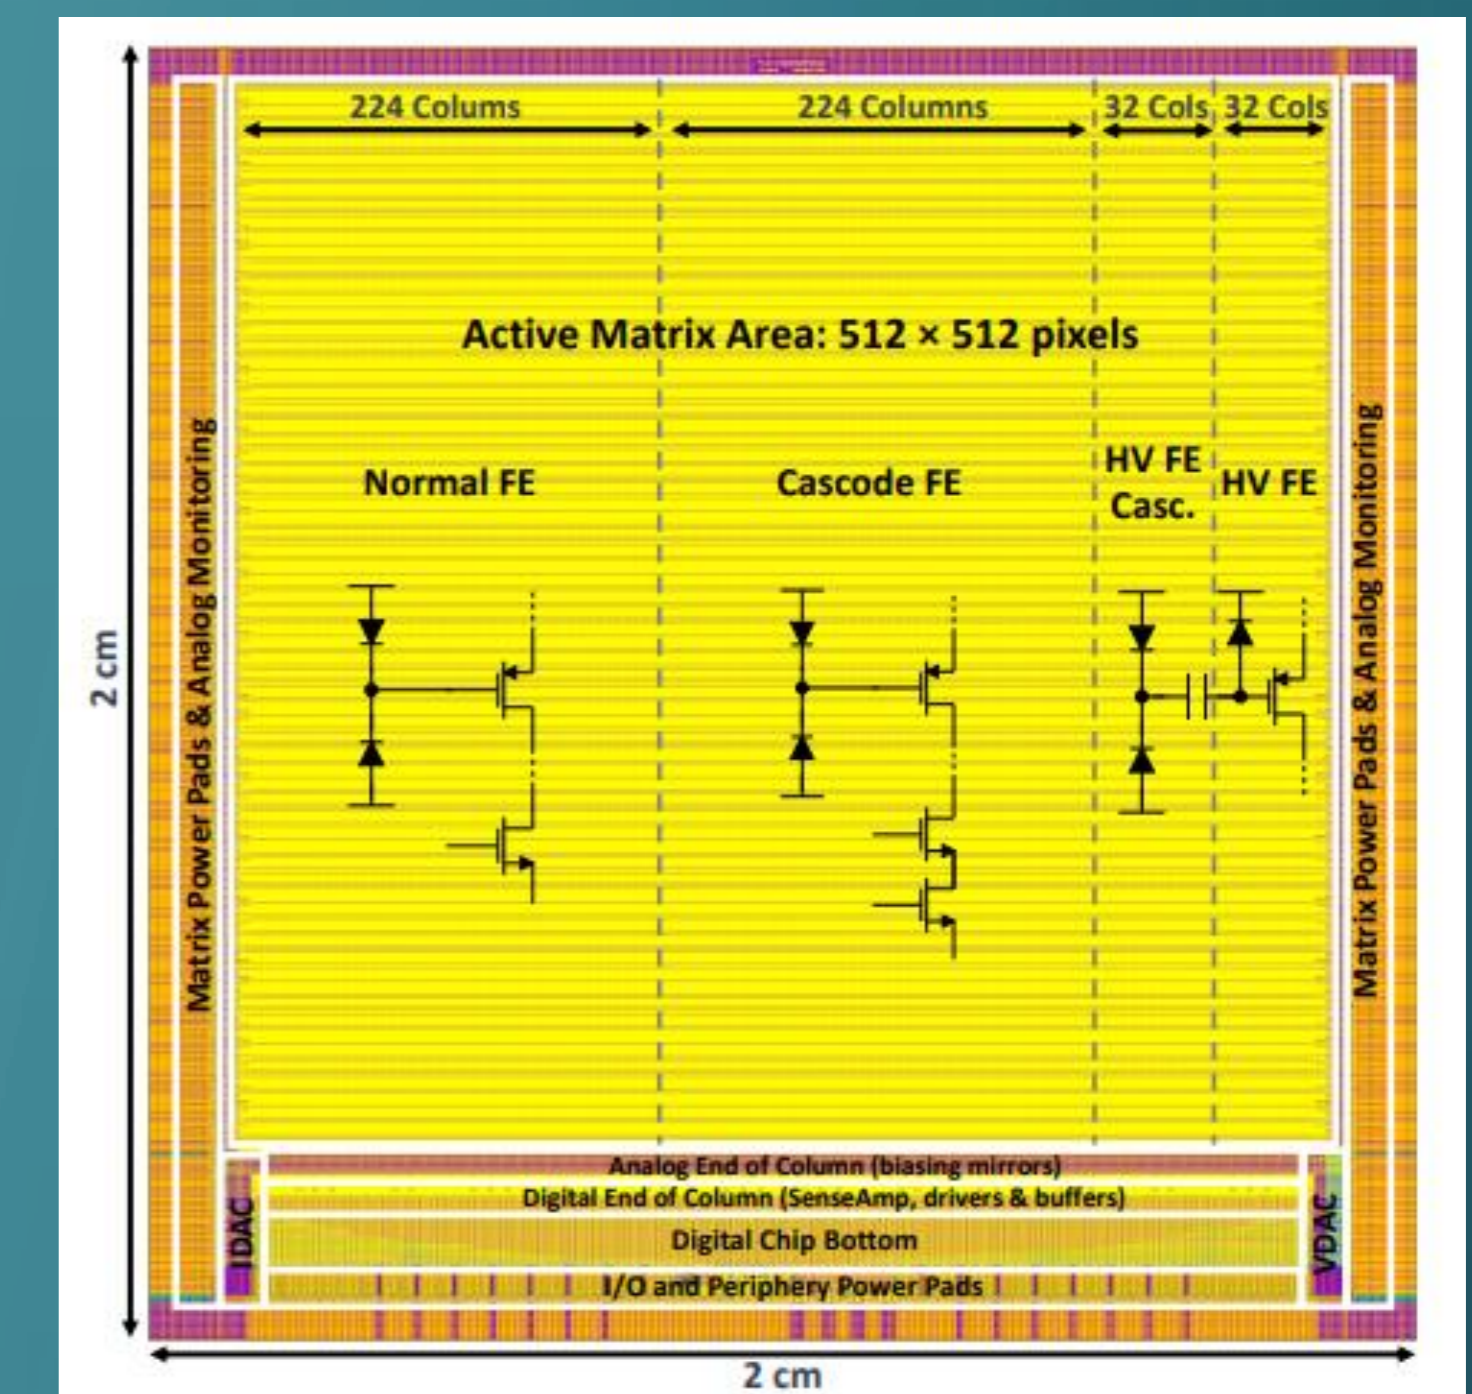 224 Colums
224 Columns
32 Cols
32 Cols
Active Matrix Area: 512 × 512 pixels
Normal FE
Cascode FE
HV FE
Casc.
HV FE
Matrix Power Pads & Analog Monitoring
Matrix Power Pads & Analog Monitoring
2 cm
Analog End of Column (biasing mirrors)
Digital End of Column (SenseAmp, drivers & buffers)
IDAC
Digital Chip Bottom
VDAC
I/O and Periphery Power Pads
2 cm